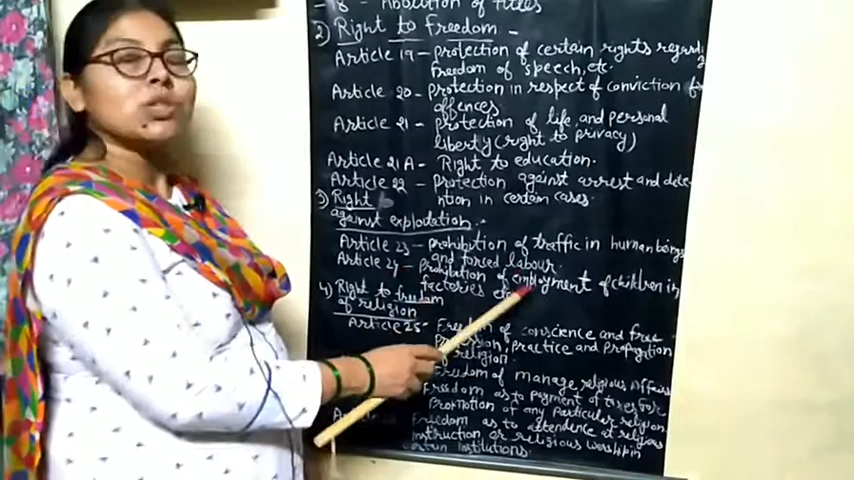 18 - Abolition of titles
2) Right to Freedom -
Article 19 - protection of certain rights regard-
freedom of speech, etc.
Article 20 - protection in respect of conviction for
offences.
Article 21 - protection of life, and personal
liberty (right to privacy)
Article 21 A - Right to education.
Article 22 - Protection against arrest and dete-
ntion in certain cases.
3) Right
against exploitation :-
Article 23 - prohibition of traffic in human beings
and forced labour.
Article 24 - prohibition of employment of children in
factories etc.
4) Right to freedom
of religion
Article 25 - Freedom of conscience and free
profession, practice and propagation
of religion.
Freedom of manage religious affairs
Freedom as to payment of taxes for
promotion of any particular religion.
Freedom as to attend at religious
instruction or religious worship in
certain institutions.